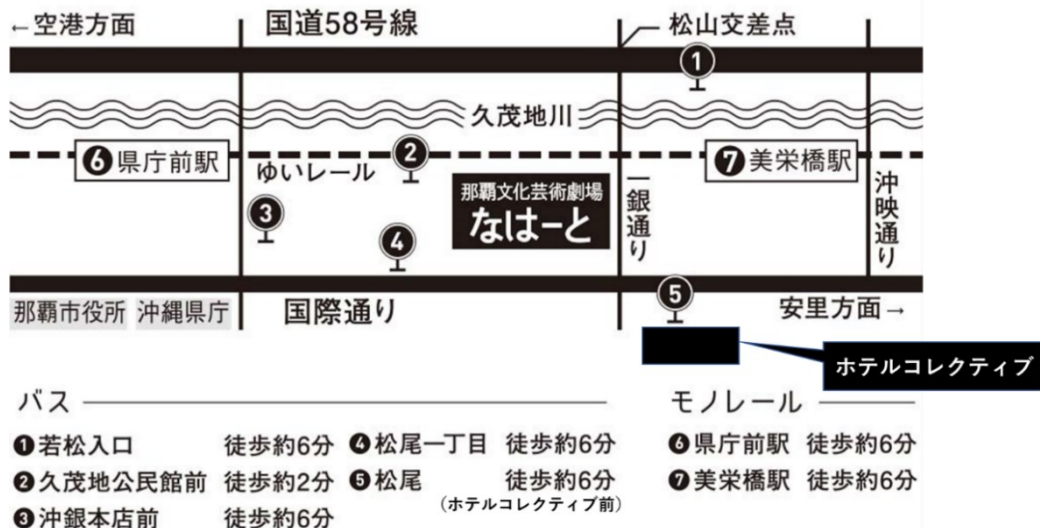 ←空港方面
国道58号線
松山交差点
❶
久茂地川
❻県庁前駅
❷
❼美栄橋駅
ゆいレール
❸
❹
那覇文化芸術劇場
なはーと
一銀通り
沖映通り
❺
那覇市役所 沖縄県庁
国際通り
安里方面→
ホテルコレクティブ
バス
❶若松入口 徒歩約6分
❷久茂地公民館前 徒歩約2分
❸沖銀本店前 徒歩約6分
❹松尾一丁目 徒歩約6分
❺松尾 徒歩約6分
(ホテルコレクティブ前)
モノレール
❻県庁前駅 徒歩約6分
❼美栄橋駅 徒歩約6分